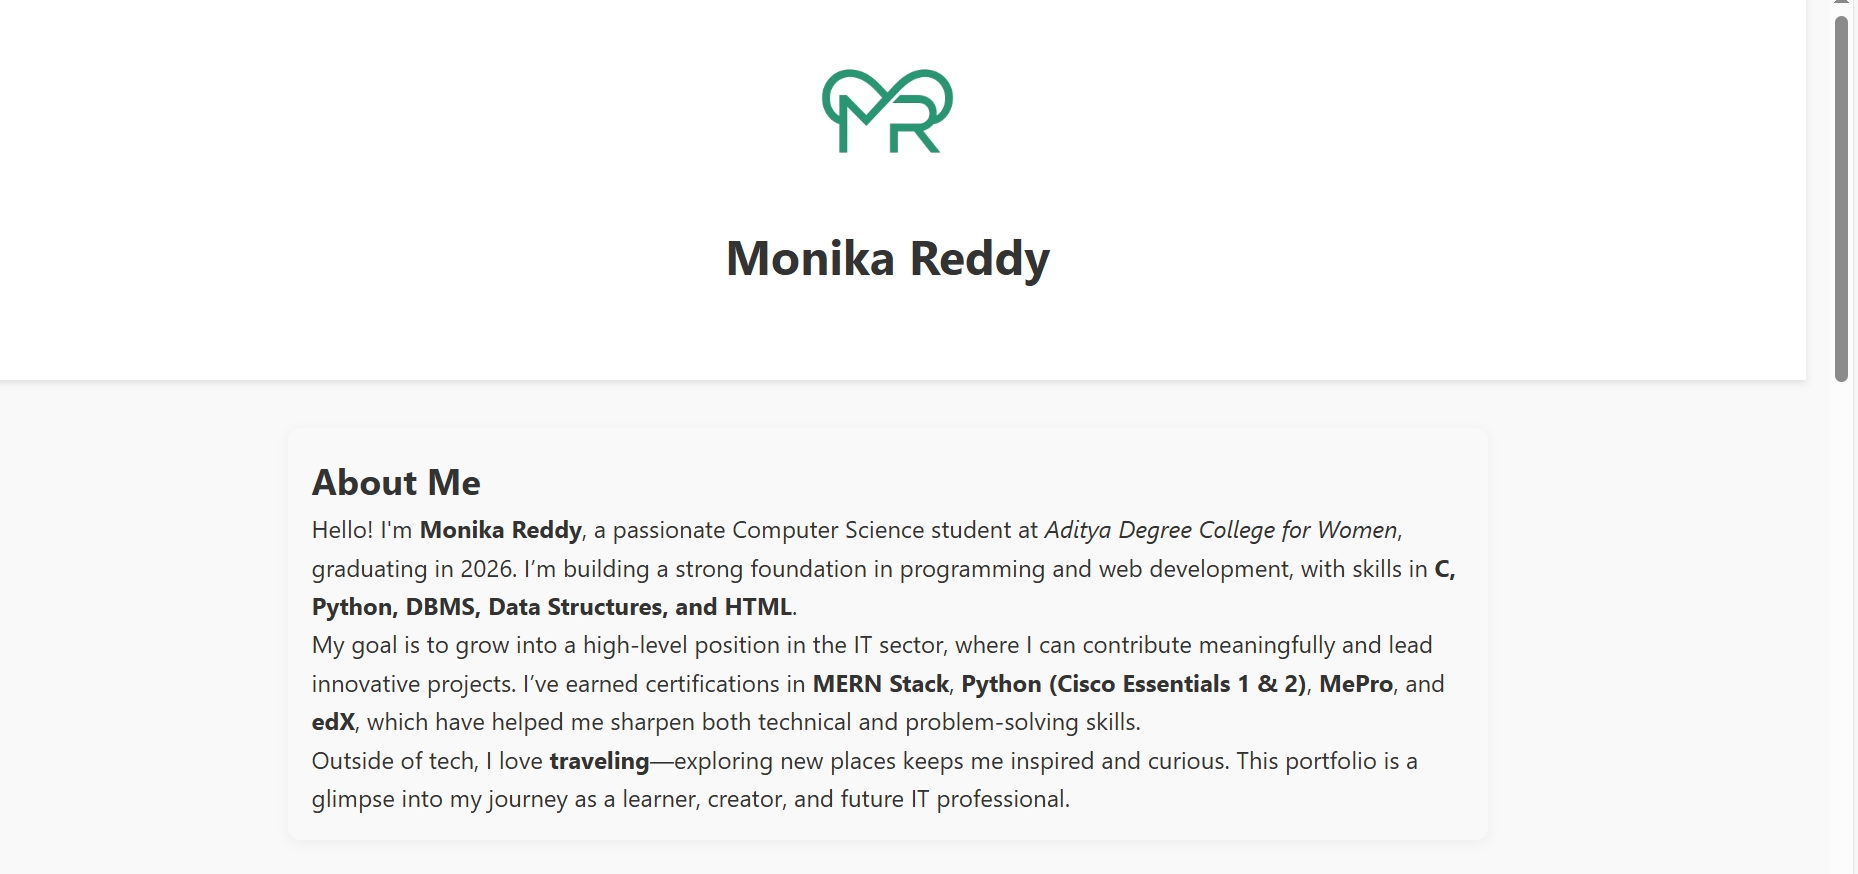 MR
Monika Reddy
About Me
Hello! I'm Monika Reddy, a passionate Computer Science student at Aditya Degree College for Women,
graduating in 2026. I’m building a strong foundation in programming and web development, with skills in C,
Python, DBMS, Data Structures, and HTML.
My goal is to grow into a high-level position in the IT sector, where I can contribute meaningfully and lead
innovative projects. I’ve earned certifications in MERN Stack, Python (Cisco Essentials 1 & 2), MePro, and
edX, which have helped me sharpen both technical and problem-solving skills.
Outside of tech, I love traveling—exploring new places keeps me inspired and curious. This portfolio is a
glimpse into my journey as a learner, creator, and future IT professional.